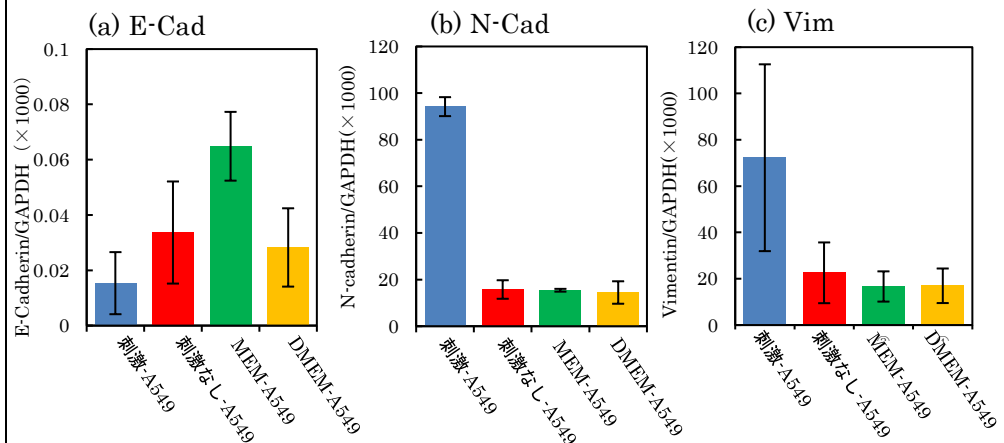 (a) E-Cad
E-Cadherin/GAPDH (×1000)
0.1
0.08
0.06
0.04
0.02
0
刺激-A549
刺激なし-A549
MEM-A549
DMEM-A549
(b) N-Cad
N-cadherin/GAPDH(×1000)
120
100
80
60
40
20
0
刺激-A549
刺激なし-A549
MEM-A549
DMEM-A549
(c) Vim
Vimentin/GAPDH(×1000)
120
100
80
60
40
20
0
刺激-A549
刺激なし-A549
MEM-A549
DMEM-A549